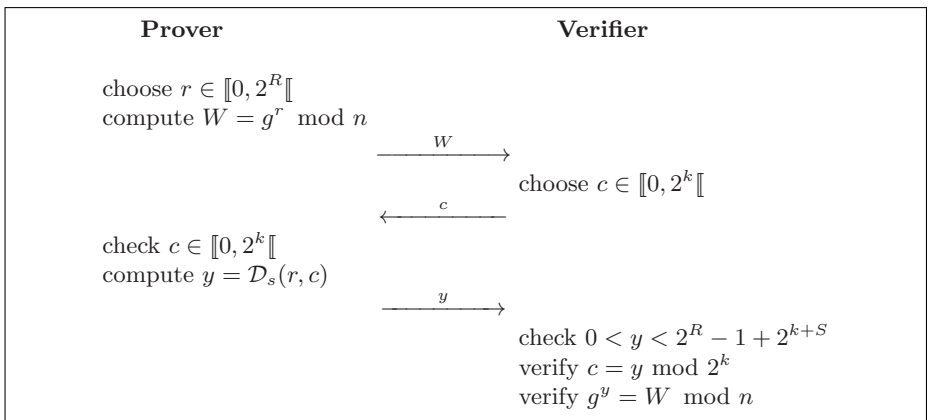 Prover Verifier
choose r ∈ ⟦0, 2^R⟦
compute W = g^r mod n
W
choose c ∈ ⟦0, 2^k⟦
c
check c ∈ ⟦0, 2^k⟦
compute y = 𝒟_s(r, c)
y
check 0 < y < 2^R − 1 + 2^{k+S}
verify c = y mod 2^k
verify g^y = W mod n